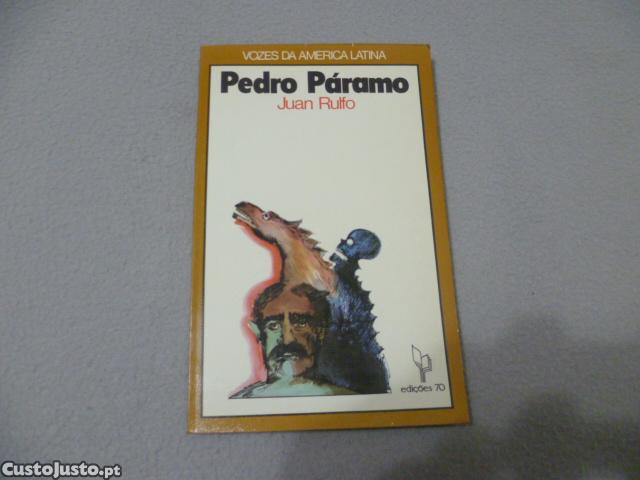 VOZES DA AMERICA LATINA
Pedro Páramo
Juan Rulfo
edições 70
CustoJusto.pt